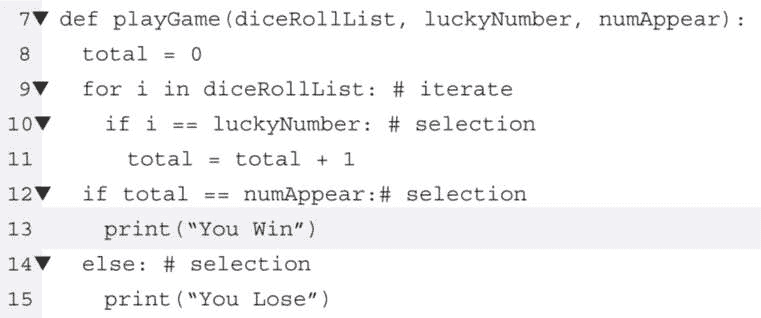 7▼ def playGame(diceRollList, luckyNumber, numAppear):
8 total = 0
9▼ for i in diceRollList: # iterate
10▼ if i == luckyNumber: # selection
11 total = total + 1
12▼ if total == numAppear:# selection
13 print(“You Win”)
14▼ else: # selection
15 print(“You Lose”)